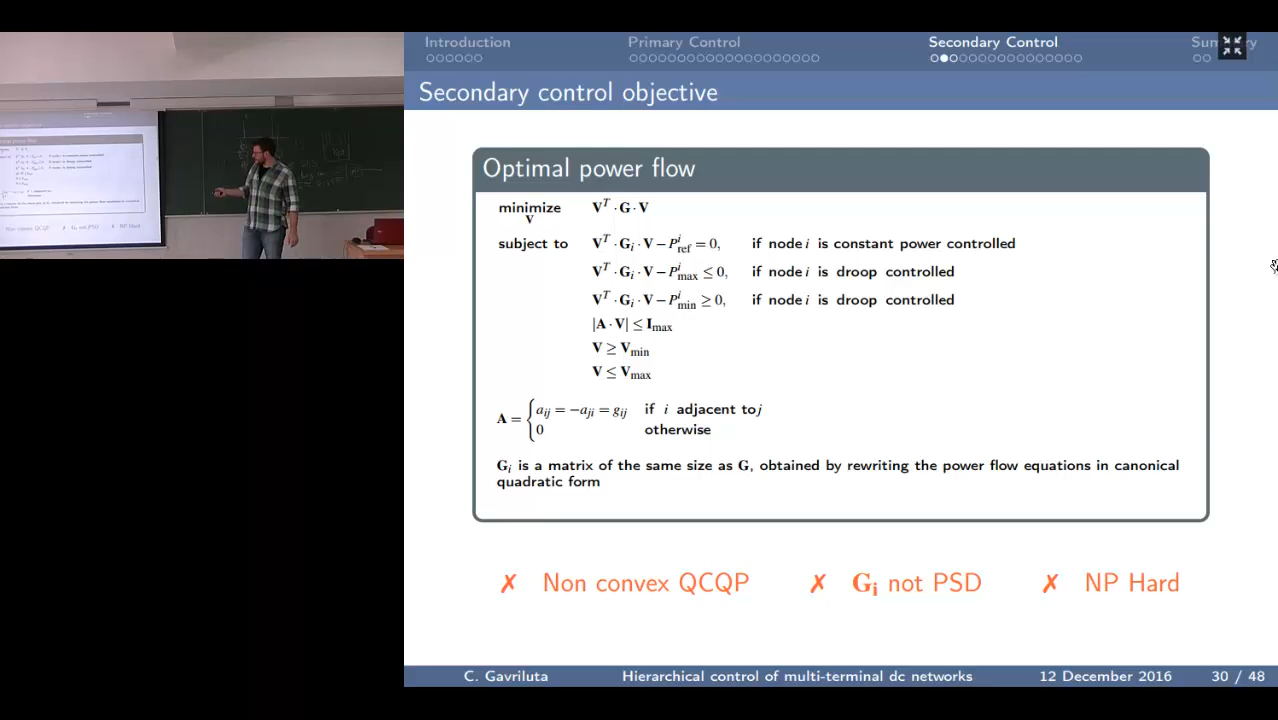 Introduction Primary Control Secondary Control
Secondary control objective
Optimal power flow
minimize V^T · G · V
V
subject to V^T · G_i · V − P^i_ref = 0, if node i is constant power controlled
V^T · G_i · V − P^i_max ≤ 0, if node i is droop controlled
V^T · G_i · V − P^i_min ≥ 0, if node i is droop controlled
|A · V| ≤ I_max
V ≥ V_min
V ≤ V_max
A = { a_ij = −a_ji = g_ij if i adjacent to j
0 otherwise
G_i is a matrix of the same size as G, obtained by rewriting the power flow equations in canonical
quadratic form
✗ Non convex QCQP ✗ G_i not PSD ✗ NP Hard
C. Gavriluta Hierarchical control of multi-terminal dc networks 12 December 2016 30 / 48